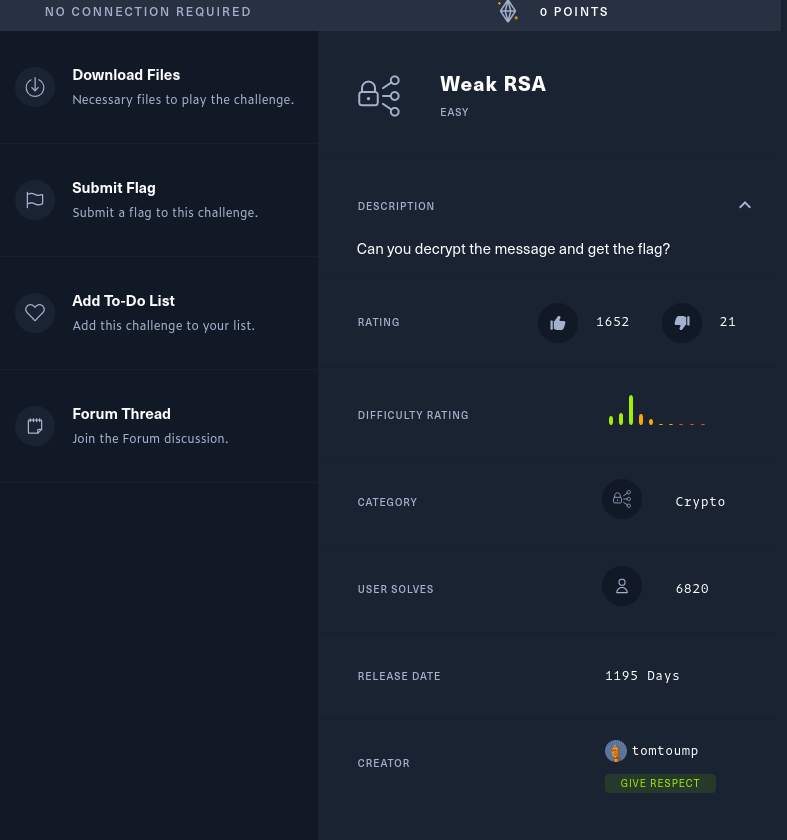 NO CONNECTION REQUIRED
0 POINTS
Download Files
Necessary files to play the challenge.
Submit Flag
Submit a flag to this challenge.
Add To-Do List
Add this challenge to your list.
Forum Thread
Join the Forum discussion.
Weak RSA
EASY
DESCRIPTION
Can you decrypt the message and get the flag?
RATING 1652 21
DIFFICULTY RATING
CATEGORY Crypto
USER SOLVES 6820
RELEASE DATE 1195 Days
CREATOR tomtoump
GIVE RESPECT